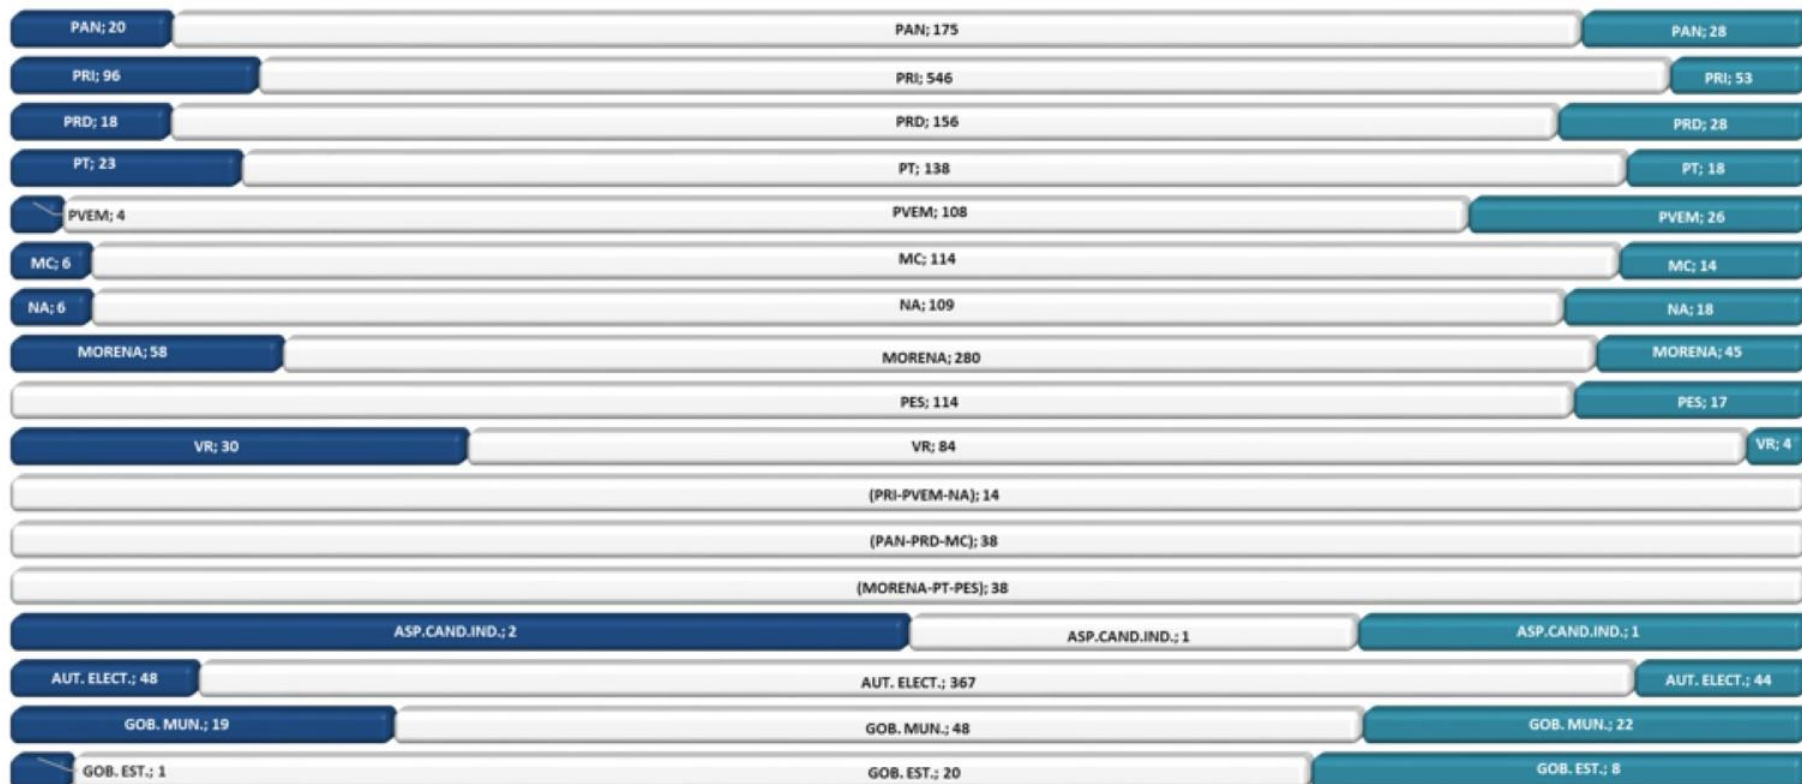 PAN; 20 PAN; 175 PAN; 28
PRI; 96 PRI; 546 PRI; 53
PRD; 18 PRD; 156 PRD; 28
PT; 23 PT; 138 PT; 18
PVEM; 4 PVEM; 108 PVEM; 26
MC; 6 MC; 114 MC; 14
NA; 6 NA; 109 NA; 18
MORENA; 58 MORENA; 280 MORENA; 45
PES; 114 PES; 17
VR; 30 VR; 84 VR; 4
(PRI-PVEM-NA); 14
(PAN-PRD-MC); 38
(MORENA-PT-PES); 38
ASP.CAND.IND.; 2 ASP.CAND.IND.; 1 ASP.CAND.IND.; 1
AUT. ELECT.; 48 AUT. ELECT.; 367 AUT. ELECT.; 44
GOB. MUN.; 19 GOB. MUN.; 48 GOB. MUN.; 22
GOB. EST.; 1 GOB. EST.; 20 GOB. EST.; 8